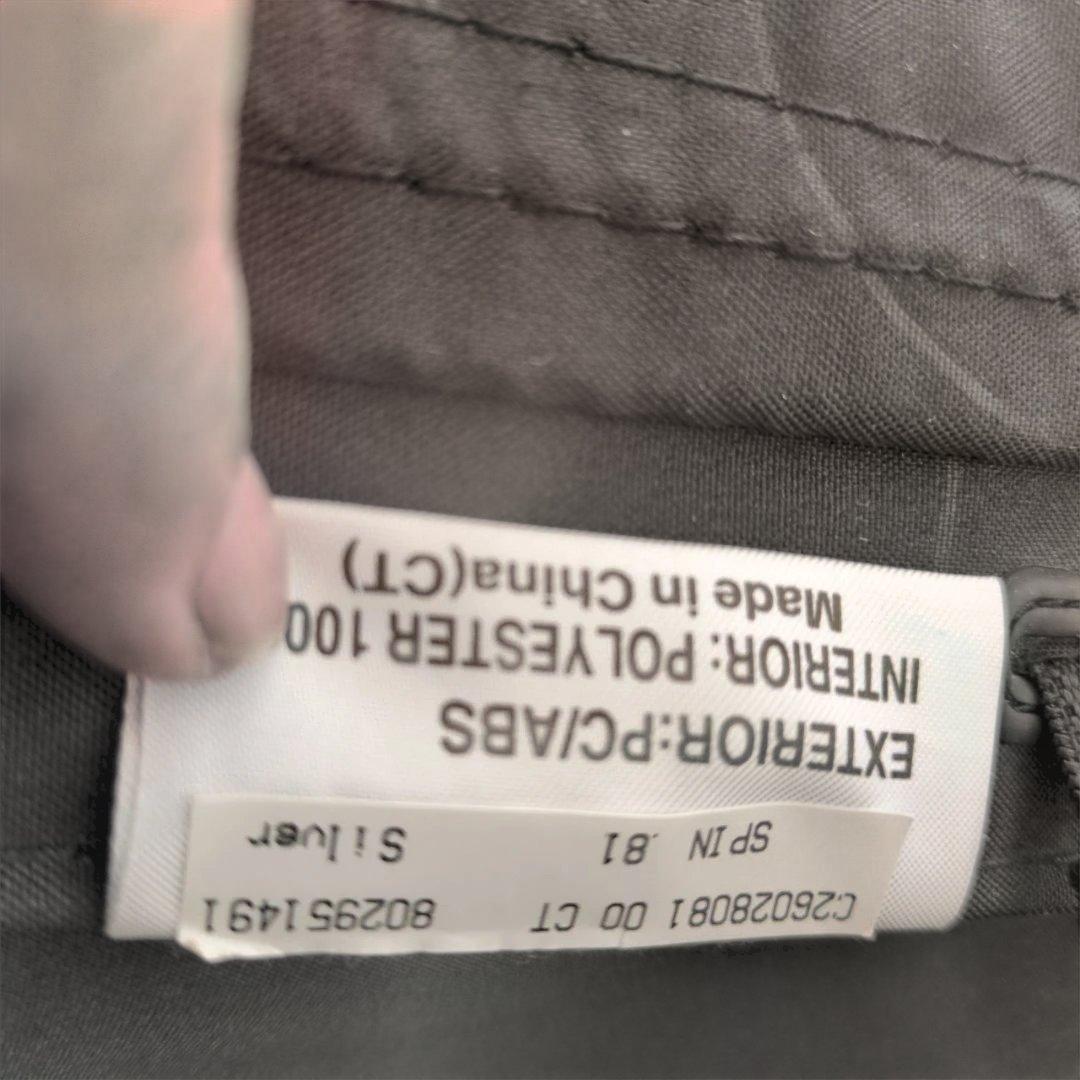 C26028081 00 CT 802951491
SPIN .81 Silver
EXTERIOR:PC/ABS
INTERIOR: POLYESTER 100
Made in China(CT)